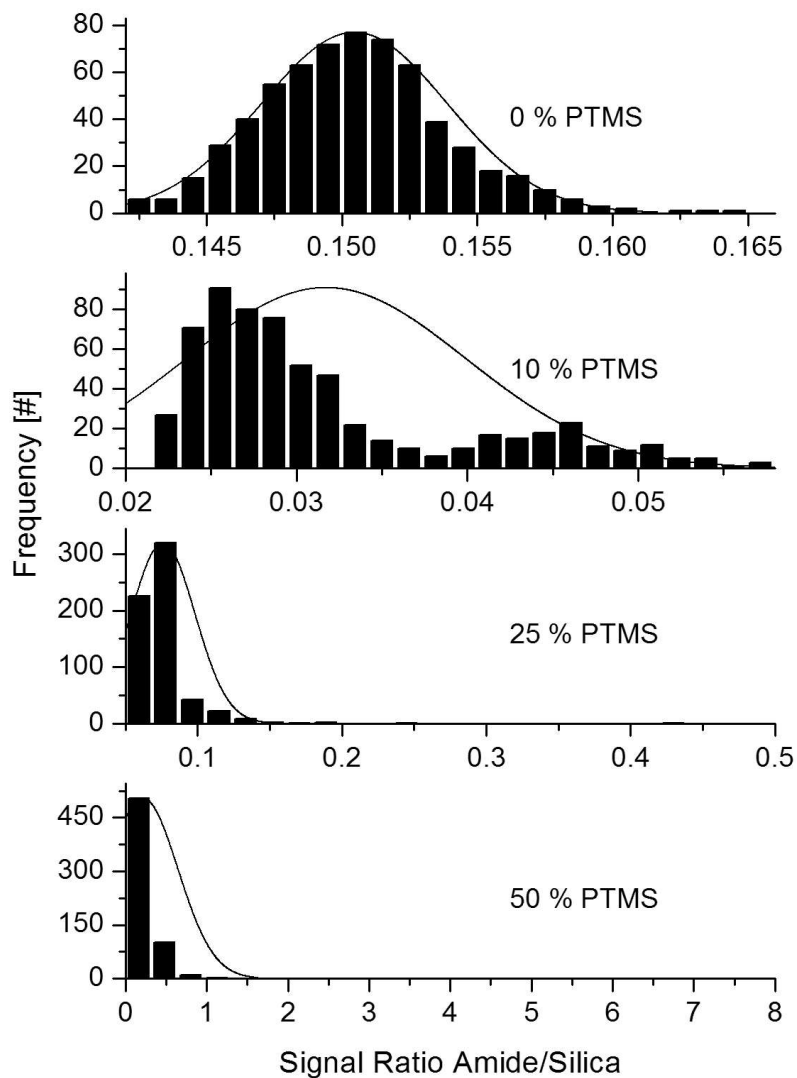 80
60
40
20
0
0 % PTMS
0.145 0.150 0.155 0.160 0.165
80
60
40
20
0
10 % PTMS
0.02 0.03 0.04 0.05
Frequency [#]
300
200
100
0
25 % PTMS
0.1 0.2 0.3 0.4 0.5
450
300
150
0
50 % PTMS
0 1 2 3 4 5 6 7 8
Signal Ratio Amide/Silica